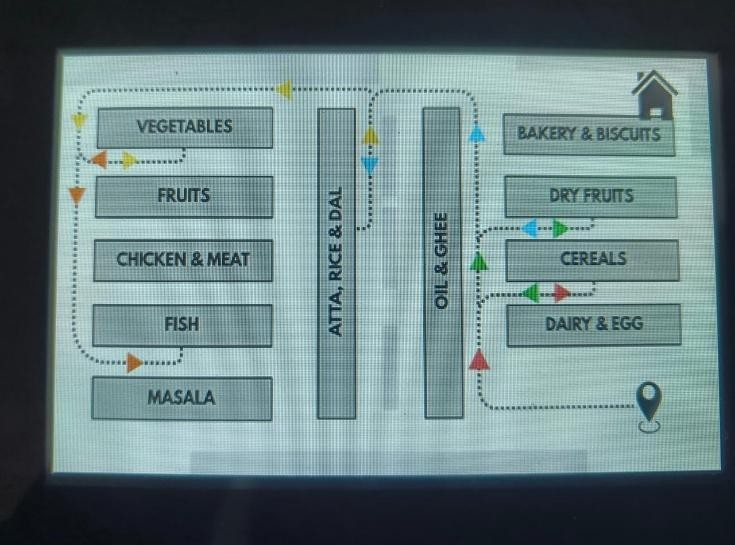 VEGETABLES
FRUITS
CHICKEN & MEAT
FISH
MASALA
ATTA, RICE & DAL
OIL & GHEE
BAKERY & BISCUITS
DRY FRUITS
CEREALS
DAIRY & EGG